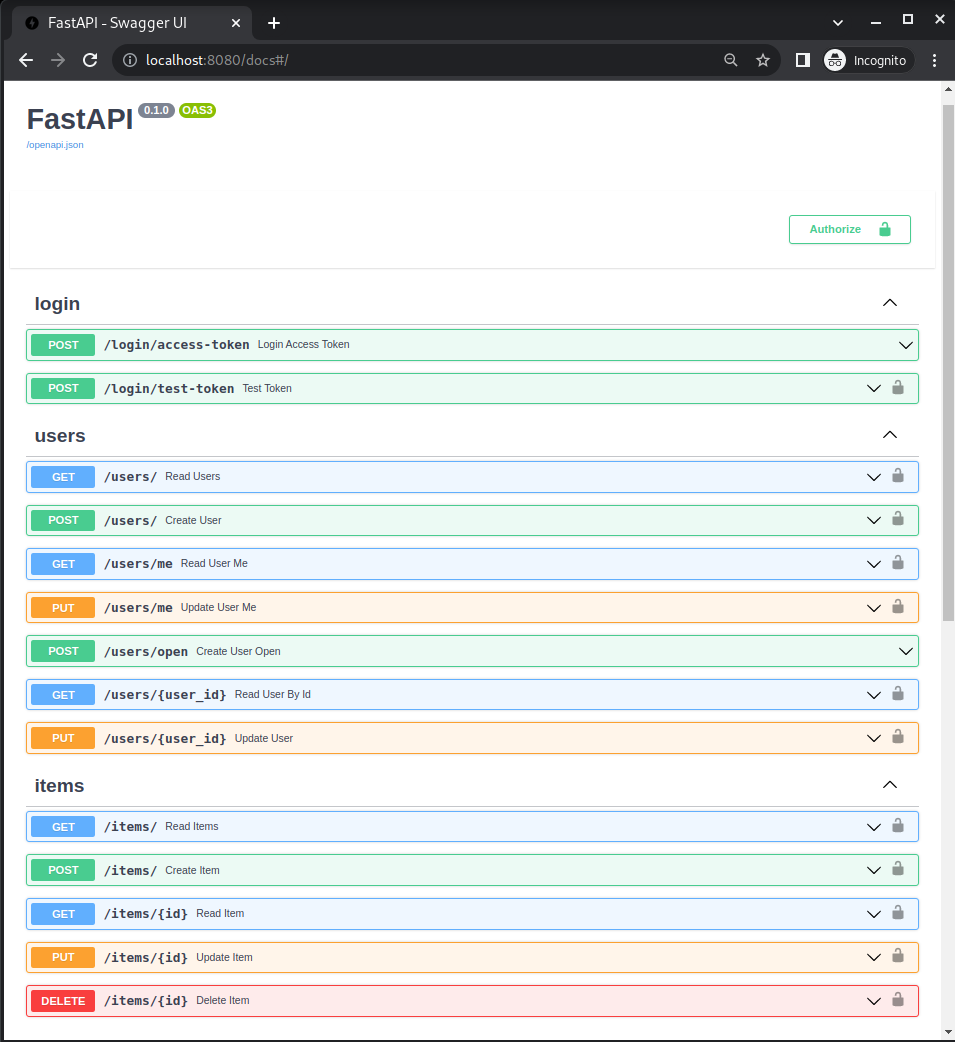 FastAPI - Swagger UI
localhost:8080/docs#/
Incognito
FastAPI 0.1.0 OAS3
/openapi.json
Authorize
login
POST /login/access-token Login Access Token
POST /login/test-token Test Token
users
GET /users/ Read Users
POST /users/ Create User
GET /users/me Read User Me
PUT /users/me Update User Me
POST /users/open Create User Open
GET /users/{user_id} Read User By Id
PUT /users/{user_id} Update User
items
GET /items/ Read Items
POST /items/ Create Item
GET /items/{id} Read Item
PUT /items/{id} Update Item
DELETE /items/{id} Delete Item